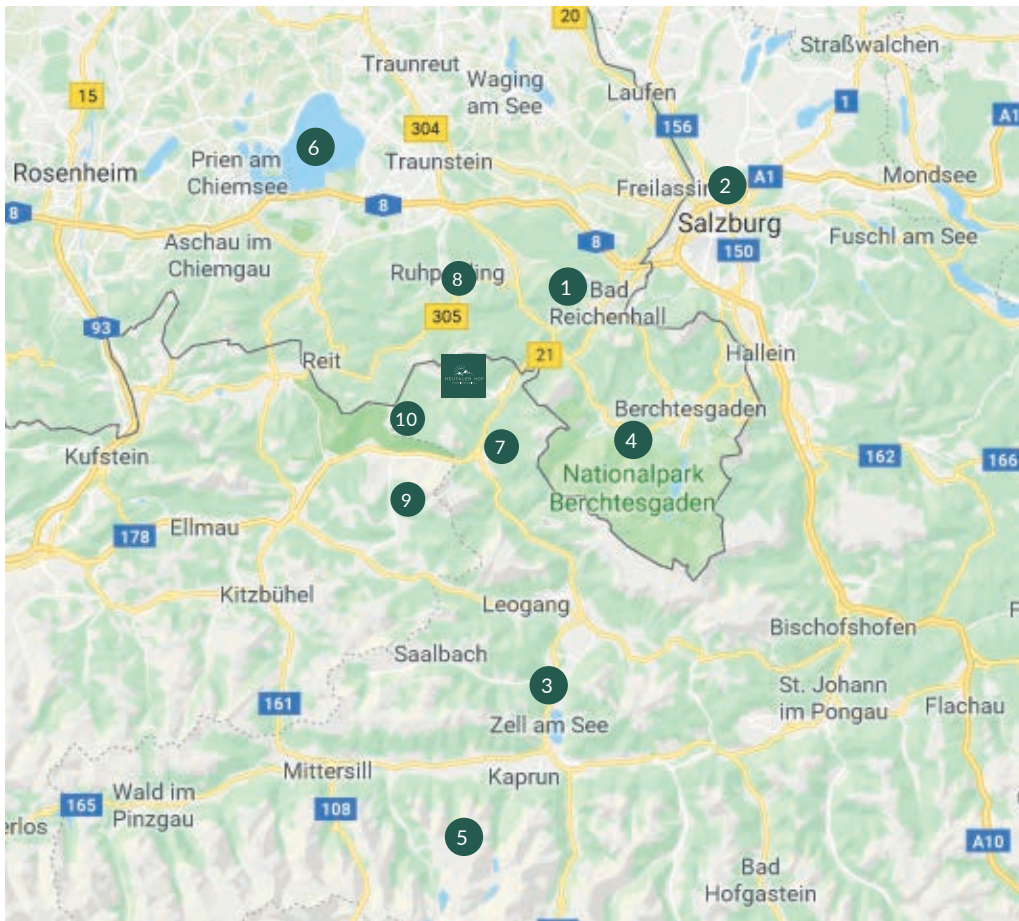 20
Straßwalchen
Traunreut
Waging
am See
Laufen
15
1
A1
304
156
6
Rosenheim
Prien am
Chiemsee
Traunstein
Mondsee
A1
2
Freilassin
8
8
Salzburg
Fuschl am See
Aschau im
Chiemgau
8
150
Ruhp
ding
8
1
Bad
Reichenhall
305
93
Reit
21
Hallein
HEUTALER HOF
10
Berchtesgaden
4
7
Kufstein
162
166
Nationalpark
Berchtesgaden
9
178
Ellmau
Kitzbühel
Leogang
Bischofshofen
F
Saalbach
3
St. Johann
im Pongau
161
Flachau
Zell am See
Mittersill
Kaprun
165
Wald im
Pinzgau
108
erlos
5
A10
Bad
Hofgastein